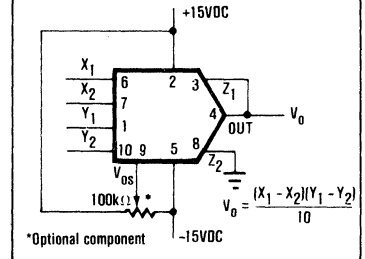 +15VDC
X₁
X₂
Y₁
Y₂
6
7
1
10 9
2
3
4
5
8
Z₁
OUT
V₀
Z₂
V₀ₛ
100kΩ *
V₀ = (X₁ - X₂)(Y₁ - Y₂)
10
*Optional component
-15VDC